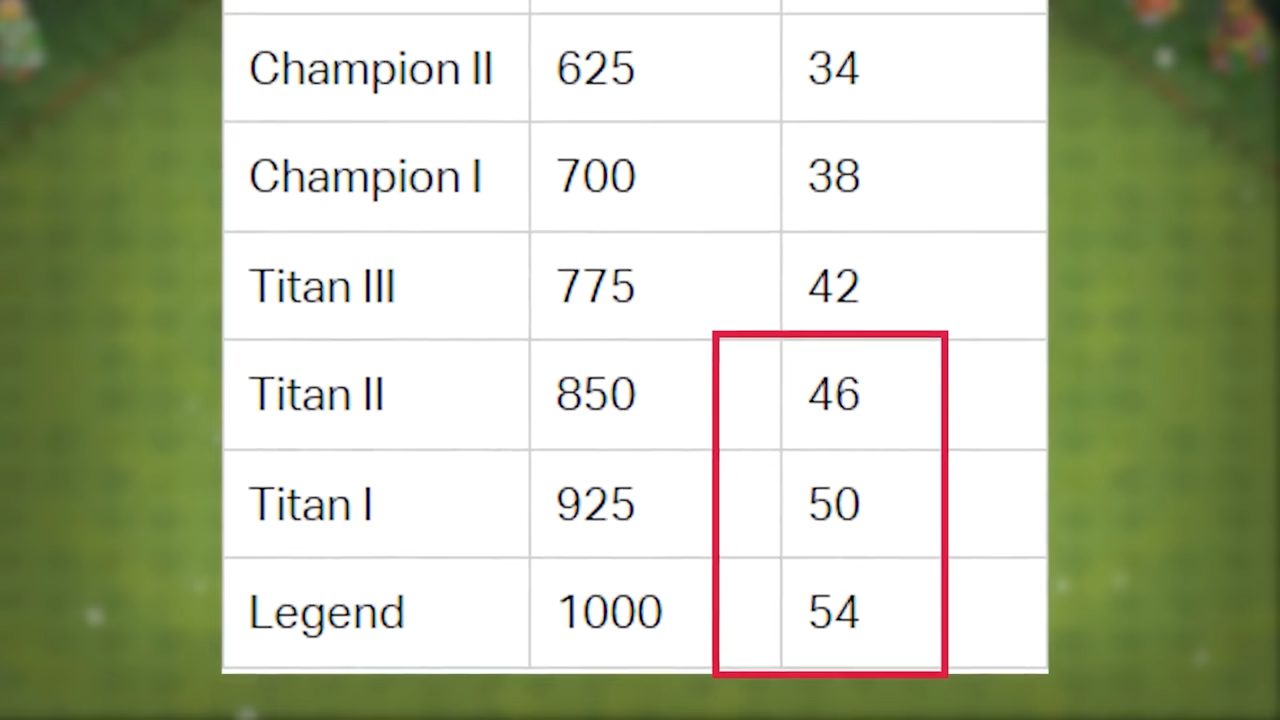 Champion II 625 34
Champion I 700 38
Titan III 775 42
Titan II 850 46
Titan I 925 50
Legend 1000 54